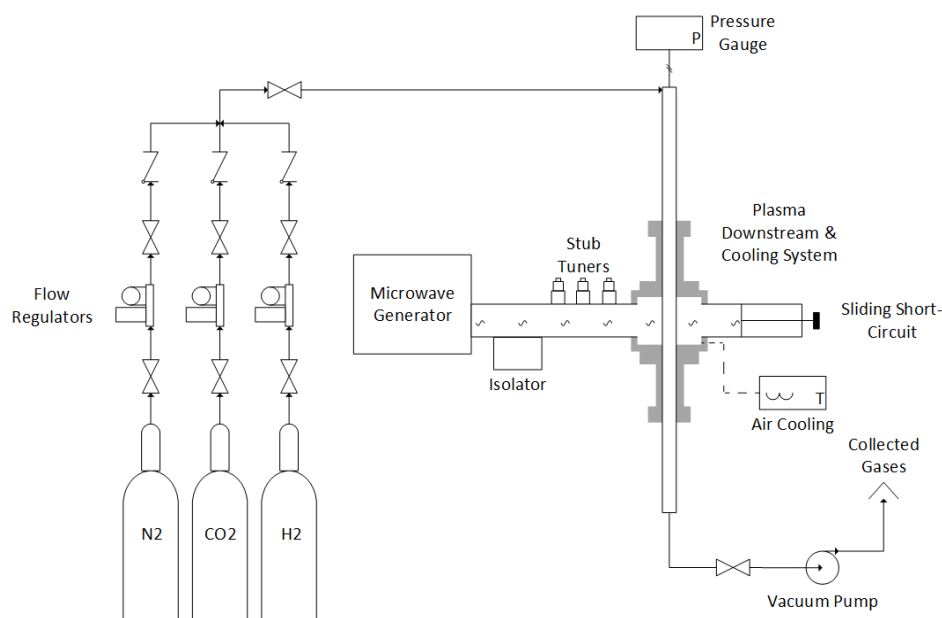 Pressure
Gauge
P
Plasma
Downstream &
Cooling System
Stub
Tuners
Flow
Regulators
Microwave
Generator
Sliding Short-
Circuit
Isolator
T
Air Cooling
Collected
Gases
N2
CO2
H2
Vacuum Pump